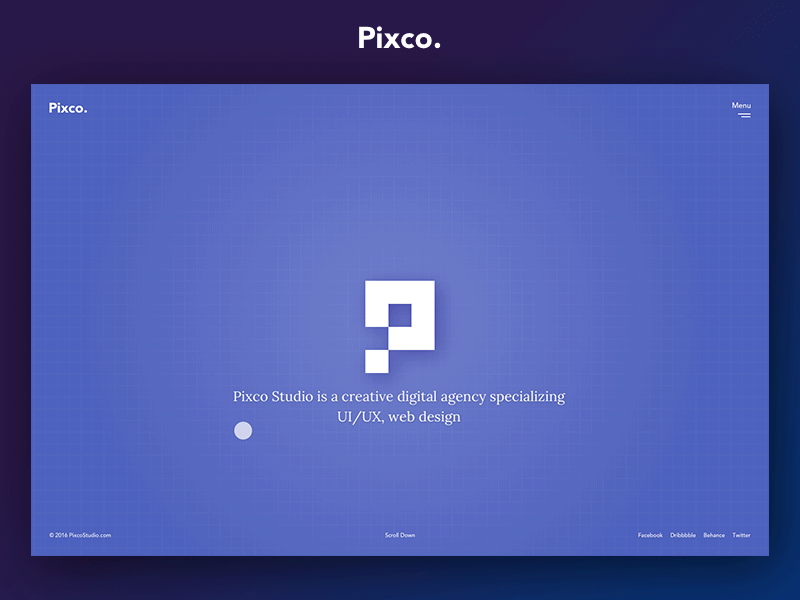 Pixco.
Pixco.
Menu
Pixco Studio is a creative digital agency specializing
UI/UX, web design
© 2016 PixcoStudio.com
Scroll Down
Facebook Dribbbble Behance Twitter